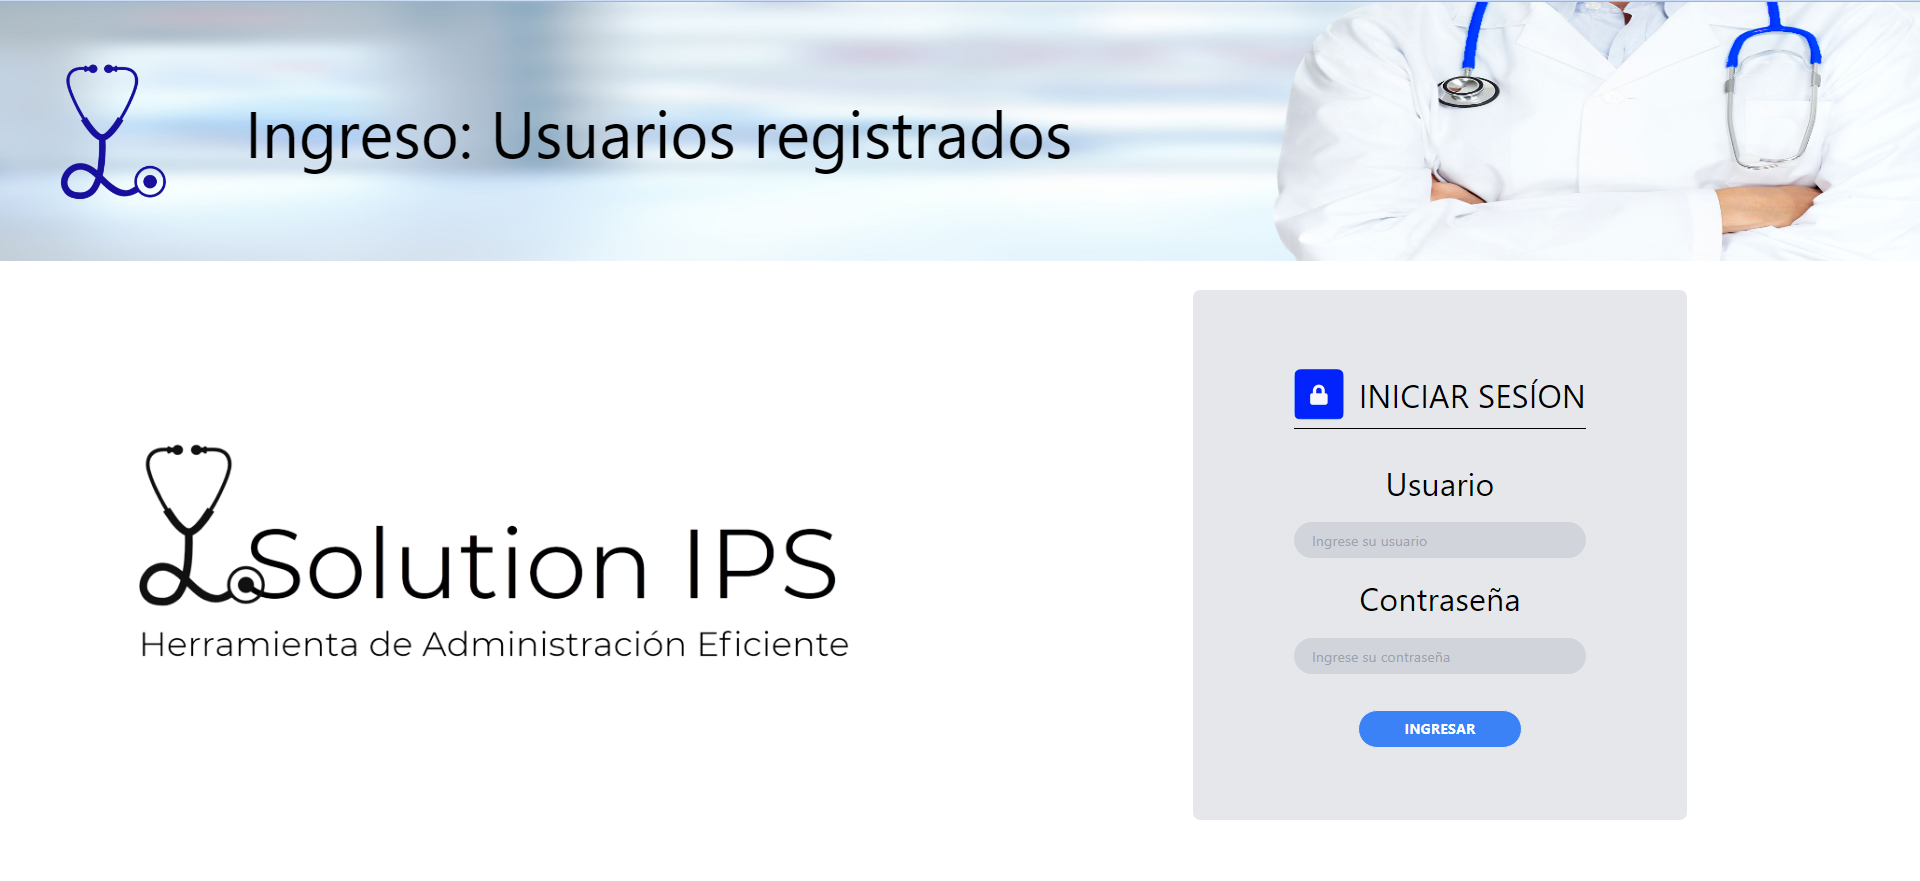 Ingreso: Usuarios registrados
Solution IPS
Herramienta de Administración Eficiente
INICIAR SESÍON
Usuario
Ingrese su usuario
Contraseña
Ingrese su contraseña
INGRESAR